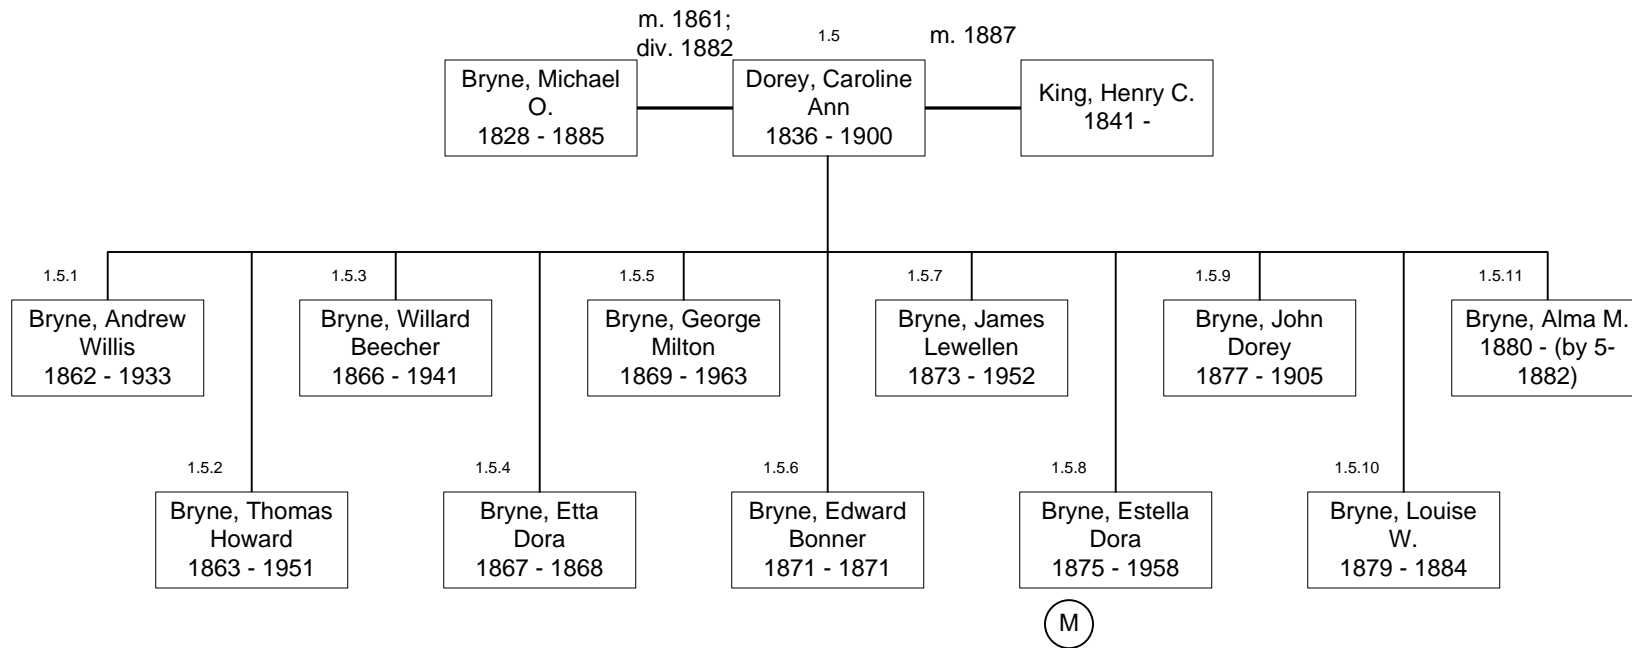 m. 1861;
div. 1882
1.5
m. 1887
Bryne, Michael
O.
1828 - 1885
Dorey, Caroline
Ann
1836 - 1900
King, Henry C.
1841 -
1.5.1
Bryne, Andrew
Willis
1862 - 1933
1.5.3
Bryne, Willard
Beecher
1866 - 1941
1.5.5
Bryne, George
Milton
1869 - 1963
1.5.7
Bryne, James
Lewellen
1873 - 1952
1.5.9
Bryne, John
Dorey
1877 - 1905
1.5.11
Bryne, Alma M.
1880 - (by 5-
1882)
1.5.2
Bryne, Thomas
Howard
1863 - 1951
1.5.4
Bryne, Etta
Dora
1867 - 1868
1.5.6
Bryne, Edward
Bonner
1871 - 1871
1.5.8
Bryne, Estella
Dora
1875 - 1958
1.5.10
Bryne, Louise
W.
1879 - 1884
M